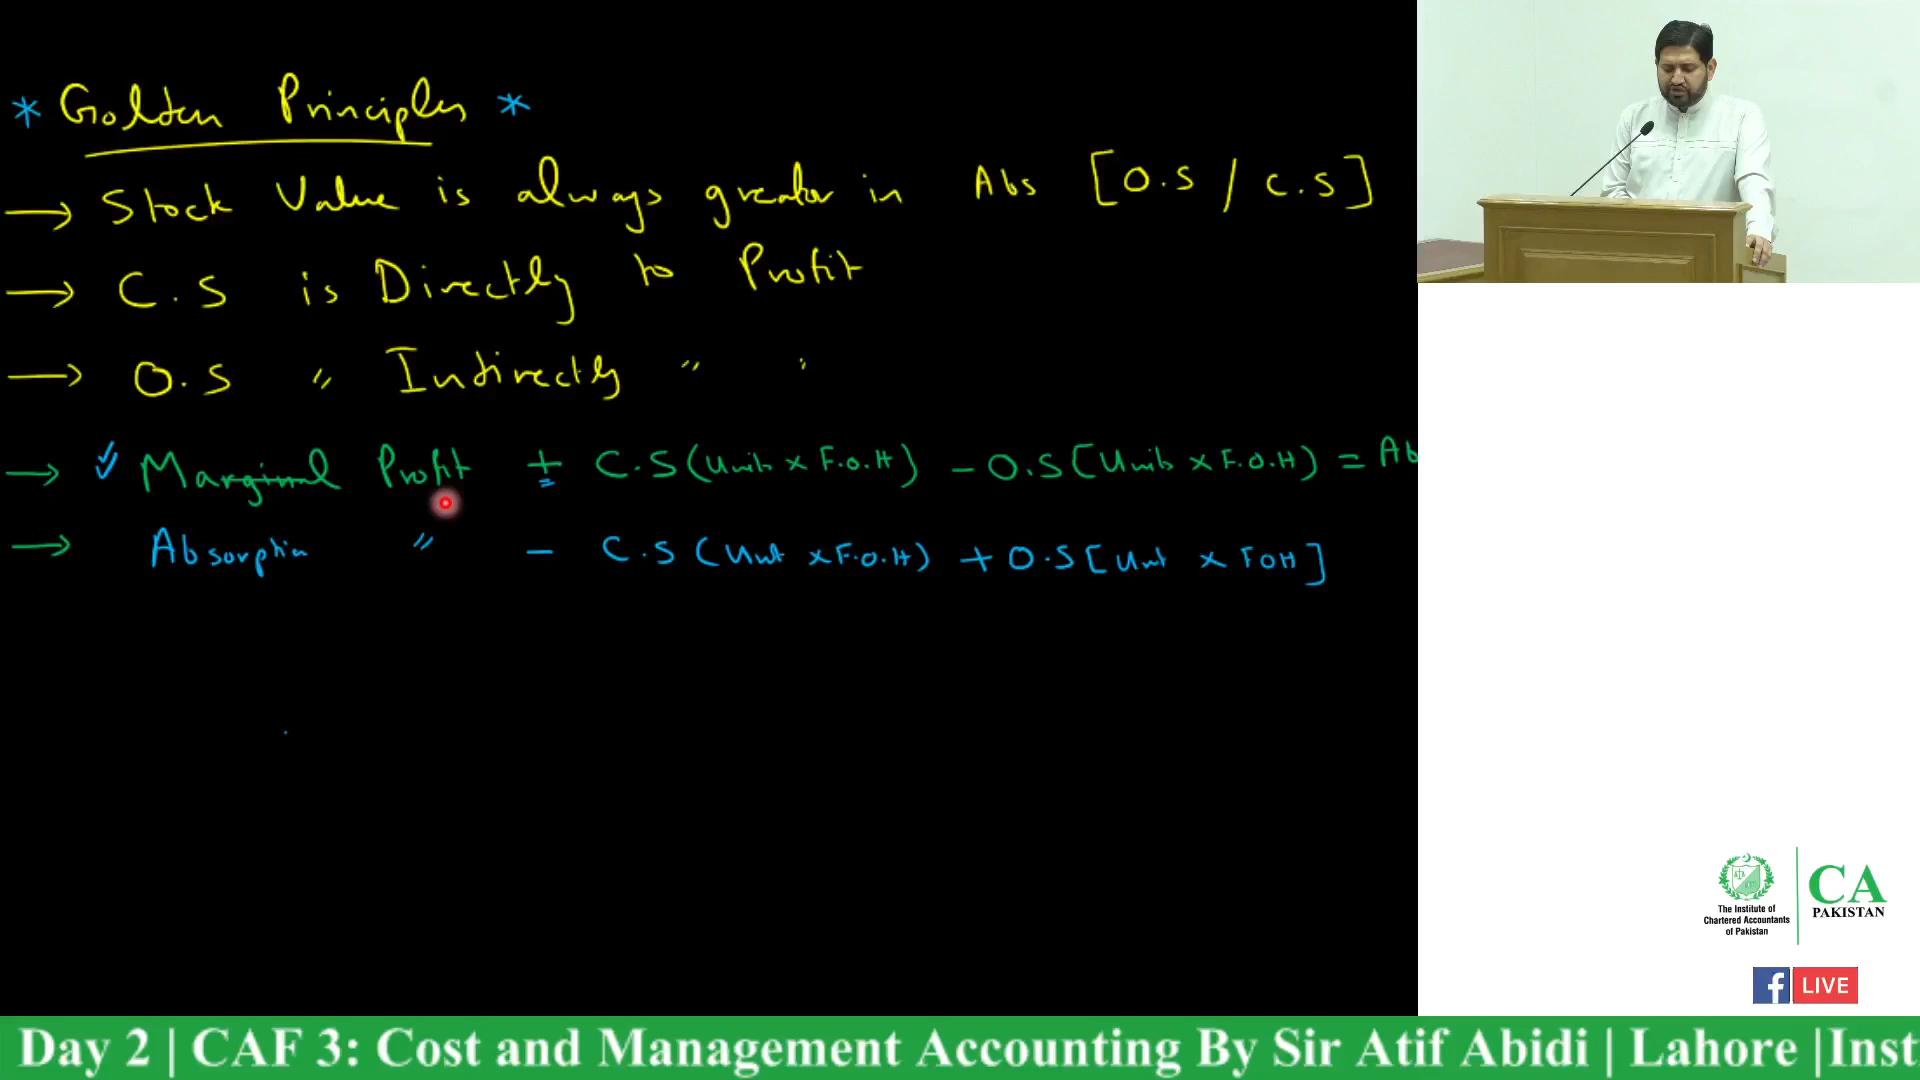 * Golden Principles *
→ Stock Value is always greater in Abs [O.S / C.S]
→ C.S is Directly to Profit
→ O.S " Indirectly " "
→ Marginal Profit + C.S (Units x F.O.H) - O.S [Units x F.O.H) = Ab
→ Absorption " - C.S (Unit x F.O.H) + O.S [Unit x FOH]
The Institute of
Chartered Accountants
of Pakistan
CA
PAKISTAN
f LIVE
Day 2 | CAF 3: Cost and Management Accounting By Sir Atif Abidi | Lahore |Inst